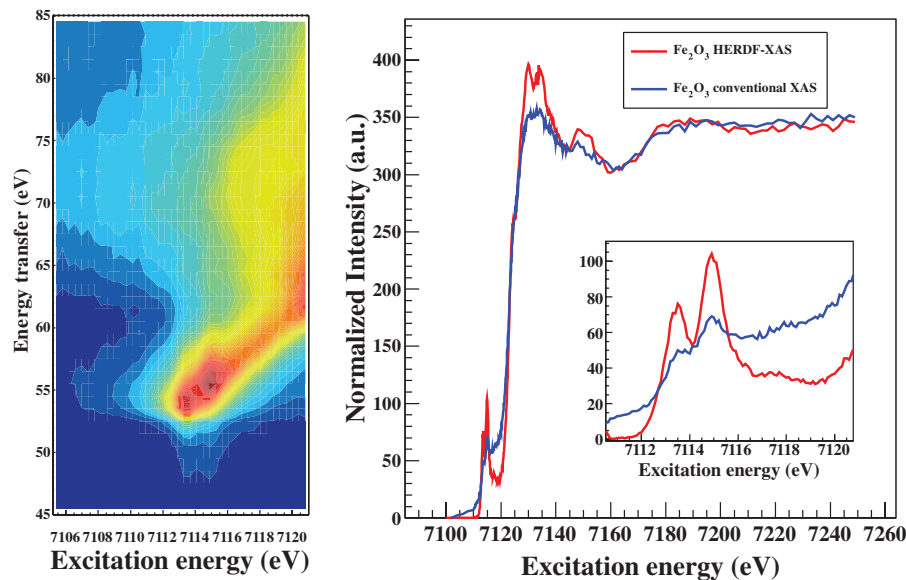 85
80
75
70
65
60
55
50
45
Energy transfer (eV)
7106 7108 7110 7112 7114 7116 7118 7120
Excitation energy (eV)
400
350
300
250
200
150
100
50
0
Normalized Intensity (a.u.)
Fe₂O₃ HERDF-XAS
Fe₂O₃ conventional XAS
100
80
60
40
20
0
7112 7114 7116 7118 7120
Excitation energy (eV)
7100 7120 7140 7160 7180 7200 7220 7240 7260
Excitation energy (eV)